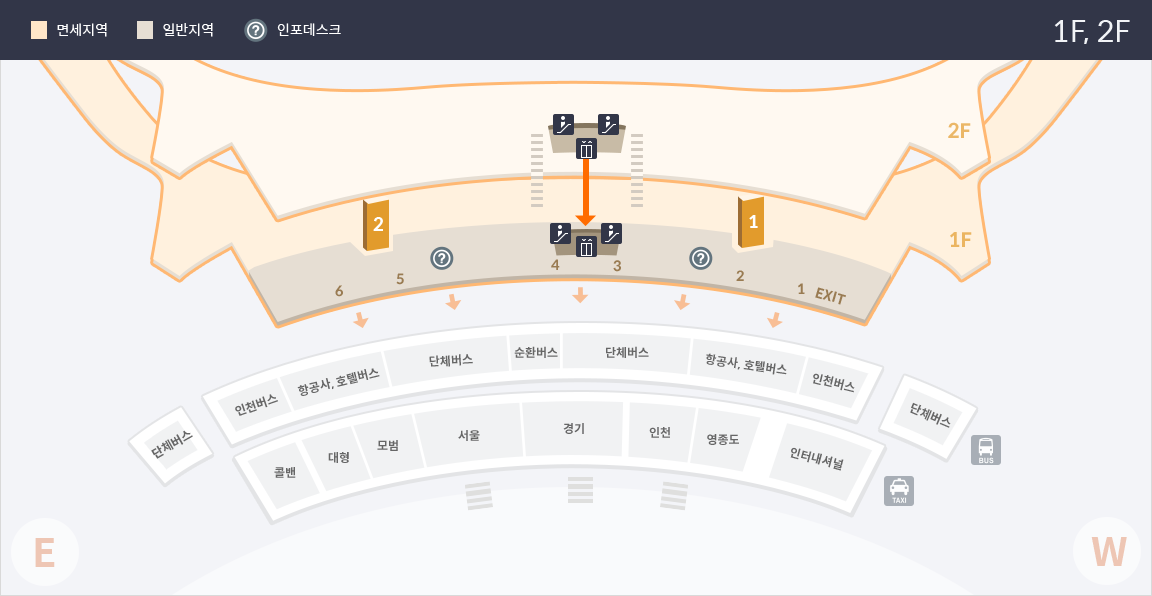 면세지역
일반지역
? 인포데스크
1F, 2F
2F
2
1
1F
?
?
4
3
5
2
6
1
EXIT
인천버스
항공사, 호텔버스
단체버스
순환버스
단체버스
항공사, 호텔버스
인천버스
단체버스
단체버스
BUS
콜밴
대형
모범
서울
경기
인천
영종도
인터내셔널
TAXI
E
W